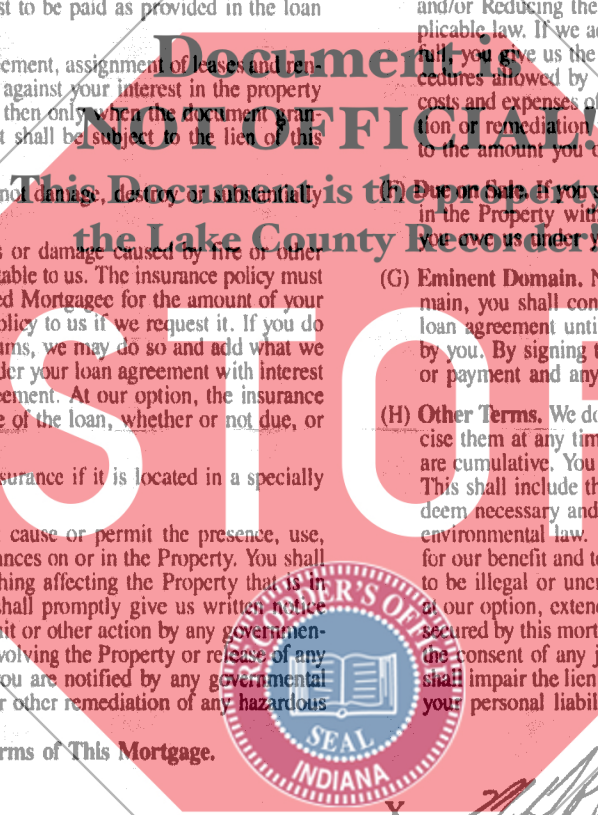 st to be paid as provided in the loan
ement, assignment of leases and ren-
against your interest in the property
then only when the document gran-
t shall be subject to the lien of this
not damage, destroy or substantially
s or damage caused by fire or other
table to us. The insurance policy must
ed Mortgagee for the amount of your
olicy to us if we request it. If you do
ums, we may do so and add what we
der your loan agreement with interest
eement. At our option, the insurance
e of the loan, whether or not due, or
surance if it is located in a specially
cause or permit the presence, use,
ances on or in the Property. You shall
thing affecting the Property that is in
shall promptly give us written notice
uit or other action by any governmen-
volving the Property or release of any
you are notified by any governmental
r other remediation of any hazardous
rms of This Mortgage.
and/or Reducing the
plicable law. If we ac
full, you give us the
cedures allowed by
costs and expenses of
tion or remediation
to the amount you o
(F) Due on Sale. If you s
in the Property with
you owe us under y
(G) Eminent Domain. N
main, you shall con
loan agreement unti
by you. By signing t
or payment and any
(H) Other Terms. We do
cise them at any tim
are cumulative. You
This shall include th
deem necessary and
environmental law.
for our benefit and to
to be illegal or unen
at our option, extend
secured by this mort
the consent of any j
shall impair the lien
your personal liabil
X
Document is
NOT OFFICIAL!
This Document is the property
the Lake County Recorder
STOP
CORDER'S OF
SEAL
INDIANA